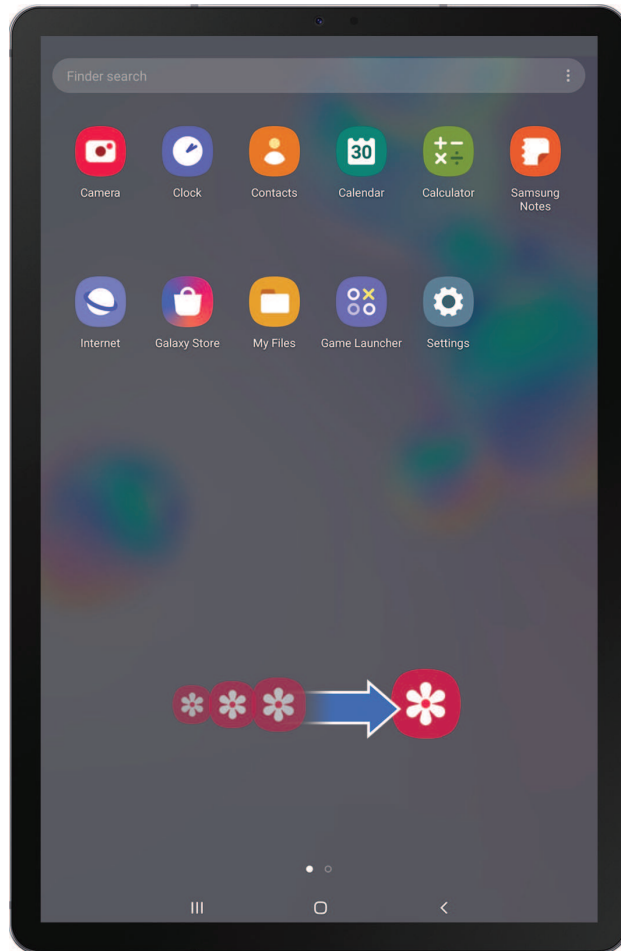 Finder search
Camera
Clock
Contacts
30
Calendar
Calculator
Samsung
Notes
Internet
Galaxy Store
My Files
Game Launcher
Settings